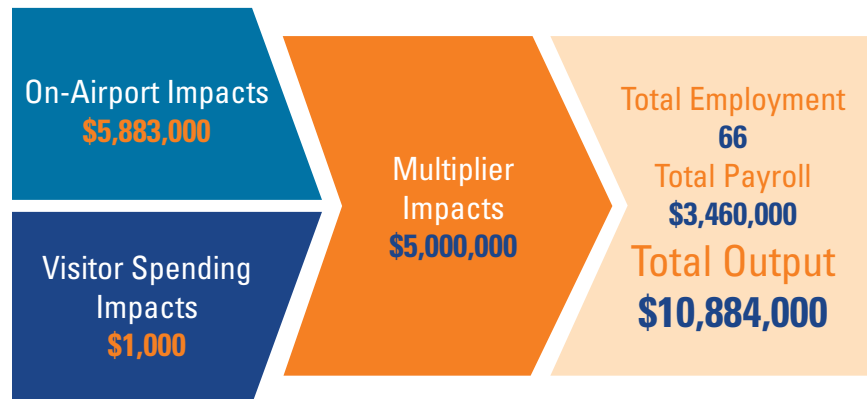 On-Airport Impacts
$5,883,000
Visitor Spending
Impacts
$1,000
Multiplier
Impacts
$5,000,000
Total Employment
66
Total Payroll
$3,460,000
Total Output
$10,884,000